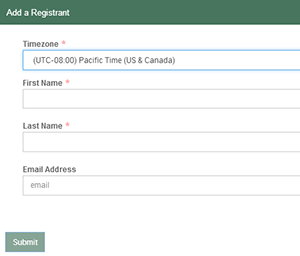 Add a Registrant
Timezone *
(UTC-08:00) Pacific Time (US & Canada)
First Name *
Last Name *
Email Address
email
Submit